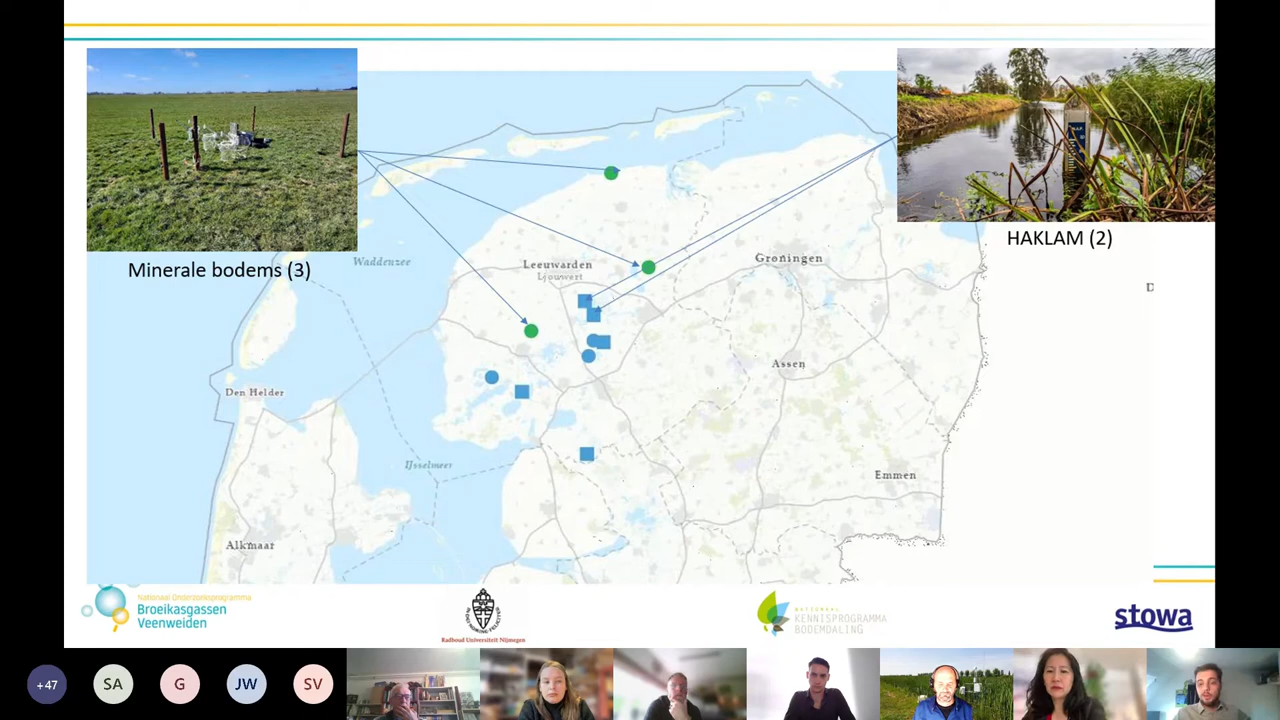 Minerale bodems (3)
HAKLAM (2)
Waddenzee
Leeuwarden
Ljouwert
Groningen
Assen
Den Helder
IJsselmeer
Emmen
Alkmaar
D
Nationaal Onderzoeksprogramma
Broeikasgassen
Veenweiden
Radboud Universiteit Nijmegen
NATIONAAL
KENNISPROGRAMMA
BODEMDALING
stowa
+47
SA
G
JW
SV